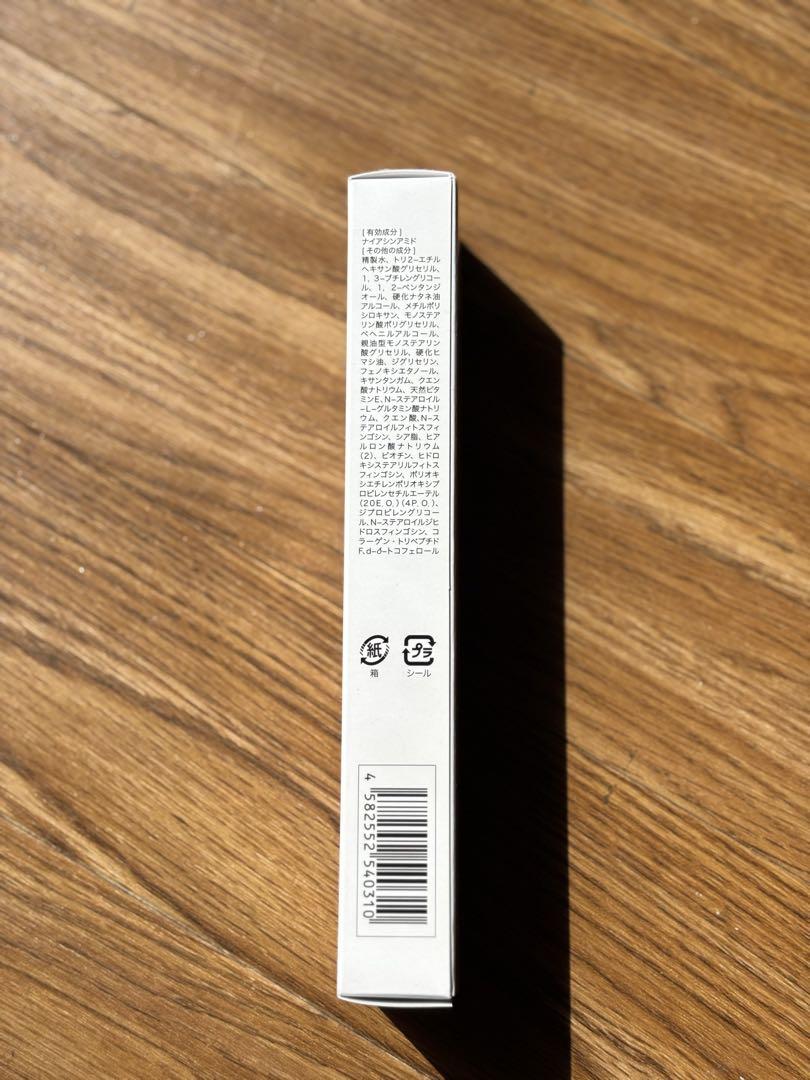 [有効成分]
ナイアシンアミド
[その他の成分]
精製水、トリ2−エチル
ヘキサン酸グリセリル、
1，3−ブチレングリコー
ル、1，2−ペンタンジ
オール、硬化ナタネ油
アルコール、メチルポリ
シロキサン、モノステア
リン酸ポリグリセリル、
ベヘニルアルコール、
親油型モノステアリン
酸グリセリル、硬化ヒ
マシ油、ジグリセリン、
フェノキシエタノール、
キサンタンガム、クエン
酸ナトリウム、天然ビタ
ミンE、N−ステアロイル
−L−グルタミン酸ナトリ
ウム、クエン酸、N−ス
テアロイルフィトスフィ
ンゴシン、シア脂、ヒア
ルロン酸ナトリウム
(2)、ビオチン、ヒドロ
キシステアリルフィトス
フィンゴシン、ポリオキ
シエチレンポリオキシプ
ロピレンセチルエーテル
(20E.O.)(4P.O.)、
ジプロピレングリコー
ル、N−ステアロイルジヒ
ドロスフィンゴシン、コ
ラーゲン・トリペプチド
F、d−δ−トコフェロール
紙 プラ
箱 シール
4 582552 540310